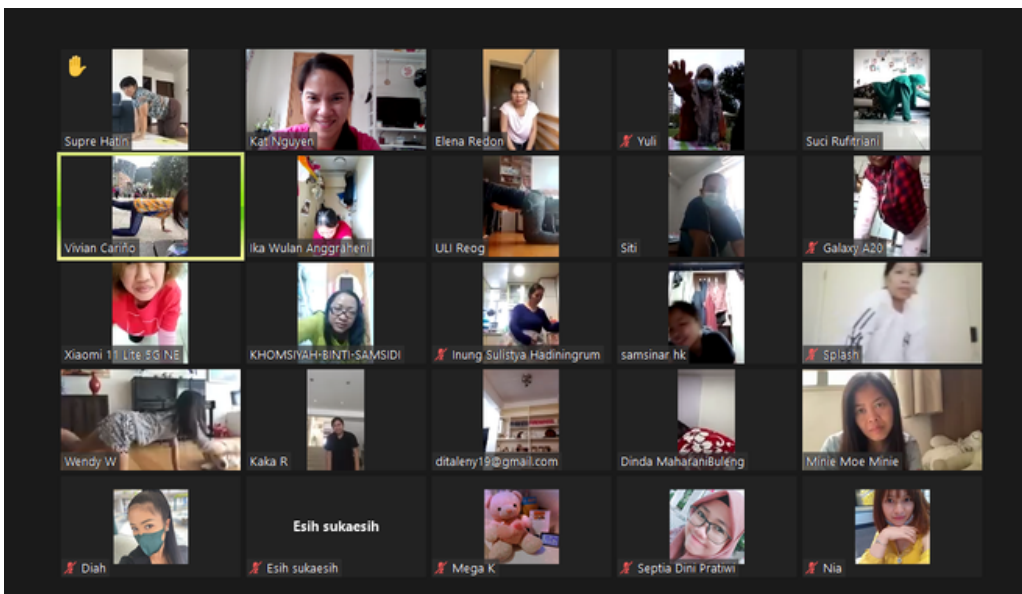 Supre Hatin
Kat Nguyen
Elena Redon
Yuli
Suci Rufitriani
Vivian Cariño
Ika Wulan Anggraheni
ULI Reog
Siti
Galaxy A20
Xiaomi 11 Lite 5G NE
KHOMSIYAH-BINTI-SAMSIDI
Inung Sulistya Hadiningrum
samsinar hk
Splash
Wendy W
Kaka R
ditaleny19@gmail.com
Dinda MaharaniBuleng
Minie Moe Minie
Diah
Esih sukaesih
Esih sukaesih
Mega K
Septia Dini Pratiwi
Nia